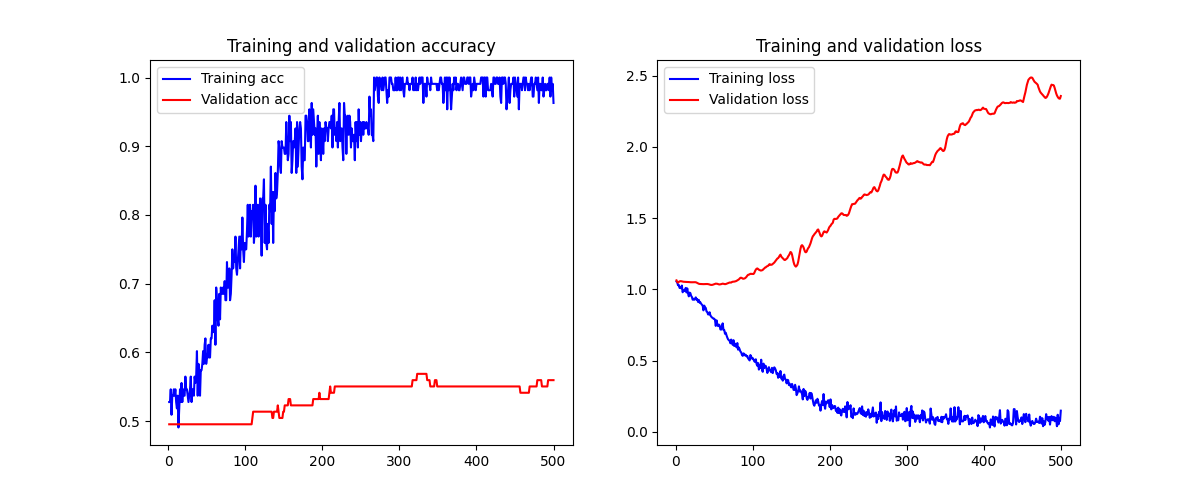 Training and validation accuracy
Training acc
Validation acc
1.0
0.9
0.8
0.7
0.6
0.5
0 100 200 300 400 500
Training and validation loss
Training loss
Validation loss
2.5
2.0
1.5
1.0
0.5
0.0
0 100 200 300 400 500